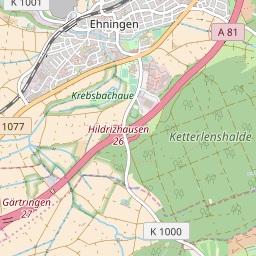 K 1001
Ehningen
A 81
Krebsbachaue
1077
Hildrizhausen
26
Ketterlenshalde
Gärtringen
27
K 1000